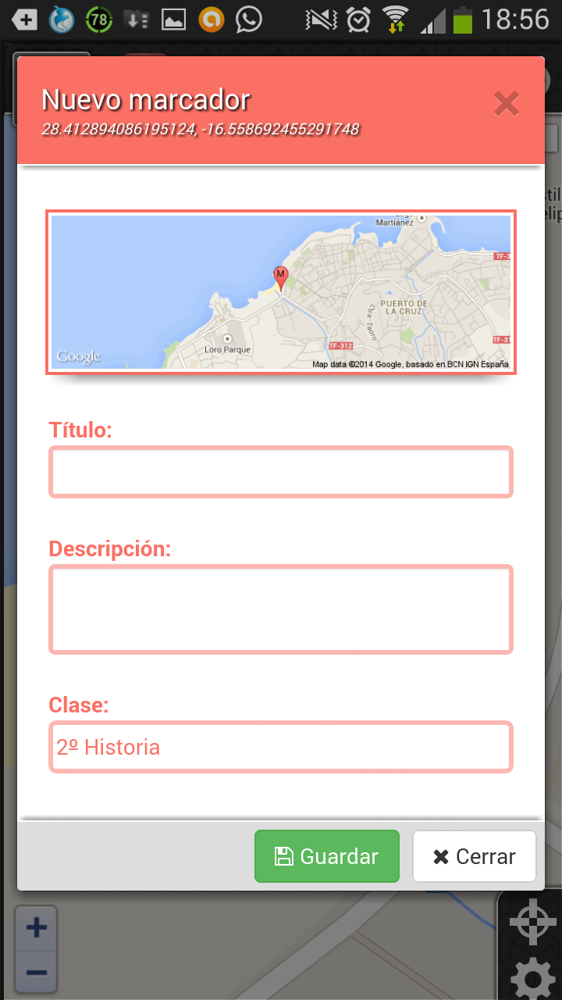 78
18:56
Nuevo marcador
28.412894086195124, -16.558692455291748
Martiánez
TF-3
M
PUERTO DE
LA CRUZ
Ctra. Taoro
TF-312
TF-31
Loro Parque
Google
Map data ©2014 Google, basado en BCN IGN España
Título:
Descripción:
Clase:
2º Historia
Guardar
Cerrar